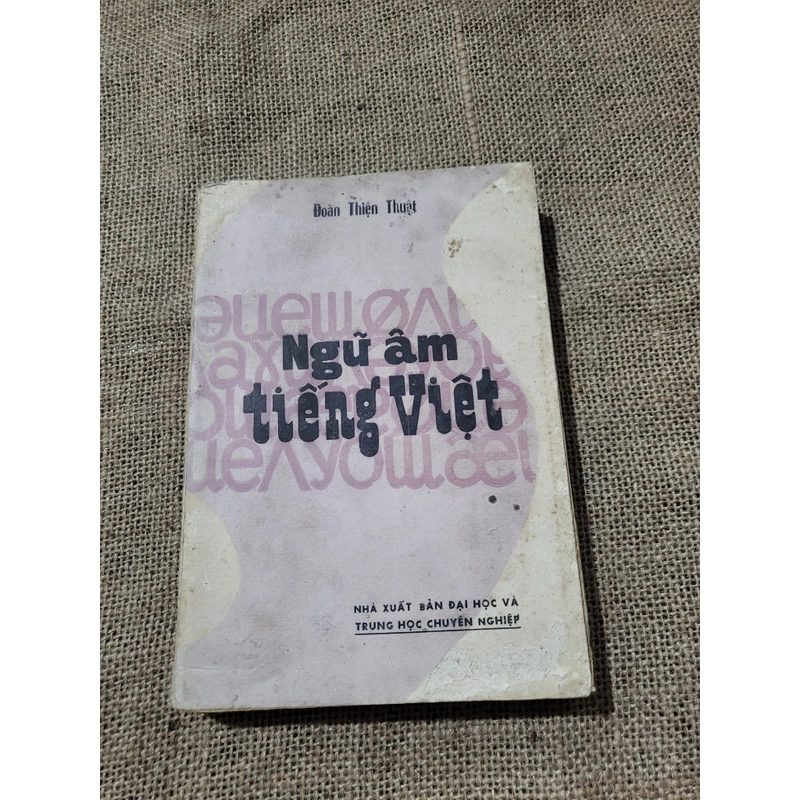 Đoàn Thiện Thuật
Ngữ âm
tiếng Việt
NHÀ XUẤT BẢN ĐẠI HỌC VÀ
TRUNG HỌC CHUYÊN NGHIỆP